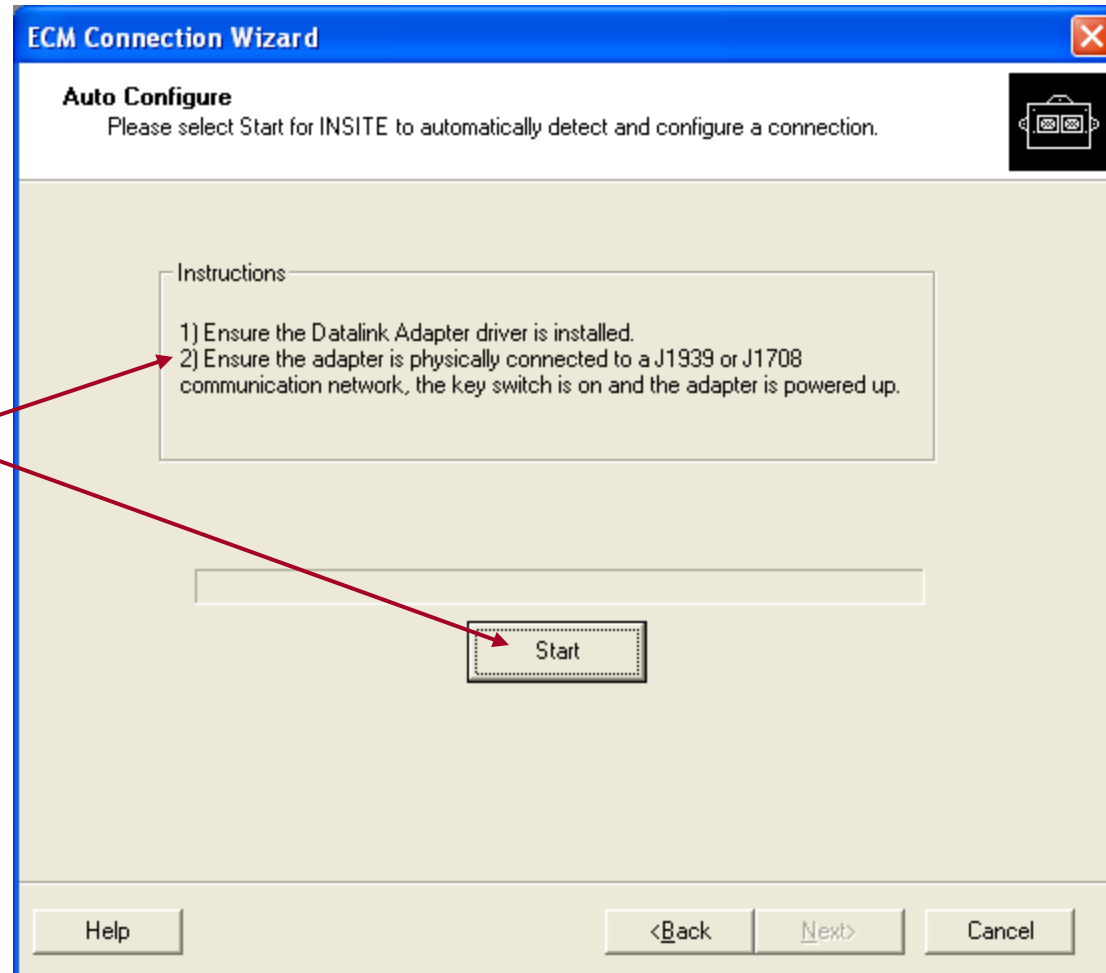 ECM Connection Wizard
Auto Configure
Please select Start for INSITE to automatically detect and configure a connection.
Instructions
1) Ensure the Datalink Adapter driver is installed.
2) Ensure the adapter is physically connected to a J1939 or J1708
communication network, the key switch is on and the adapter is powered up.
Start
Help
<Back
Next>
Cancel